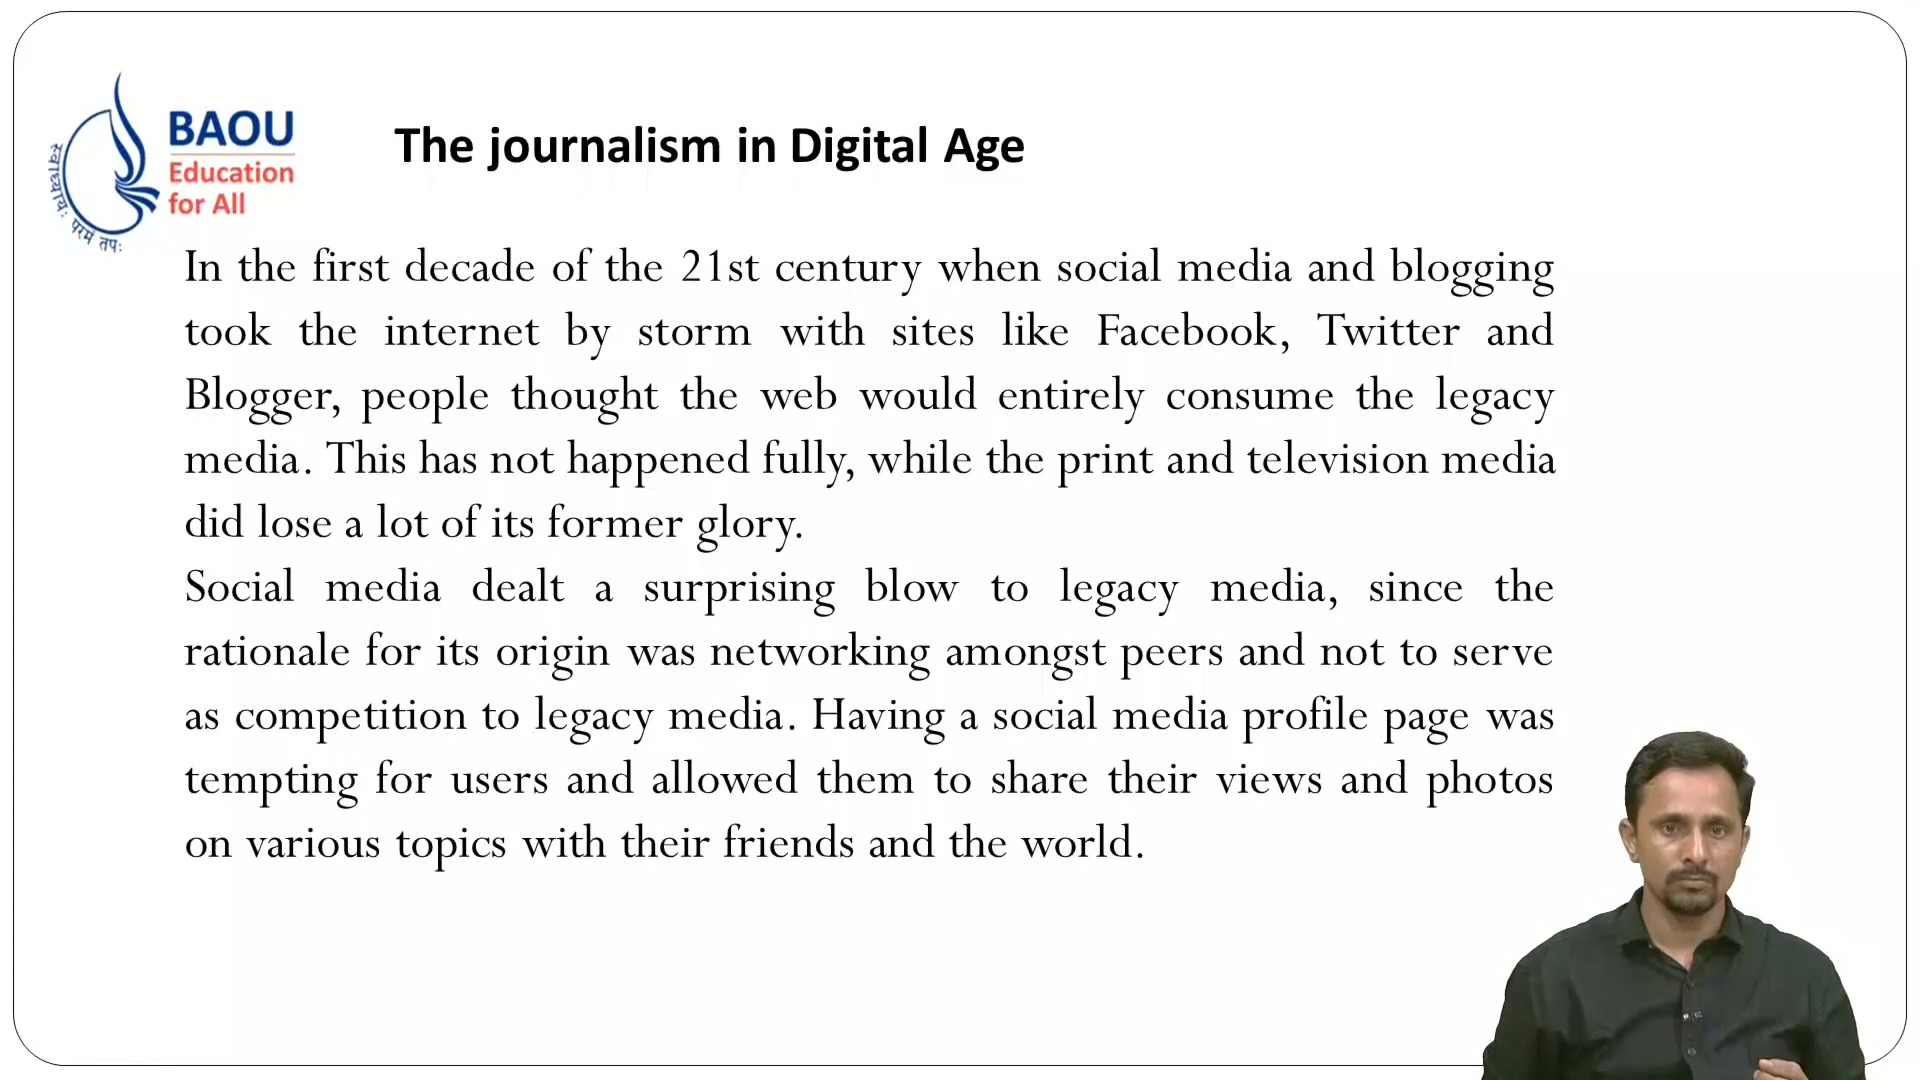 BAOU
Education
for All
स्वाध्यायः परमं तपः
The journalism in Digital Age
In the first decade of the 21st century when social media and blogging
took the internet by storm with sites like Facebook, Twitter and
Blogger, people thought the web would entirely consume the legacy
media. This has not happened fully, while the print and television media
did lose a lot of its former glory.
Social media dealt a surprising blow to legacy media, since the
rationale for its origin was networking amongst peers and not to serve
as competition to legacy media. Having a social media profile page was
tempting for users and allowed them to share their views and photos
on various topics with their friends and the world.